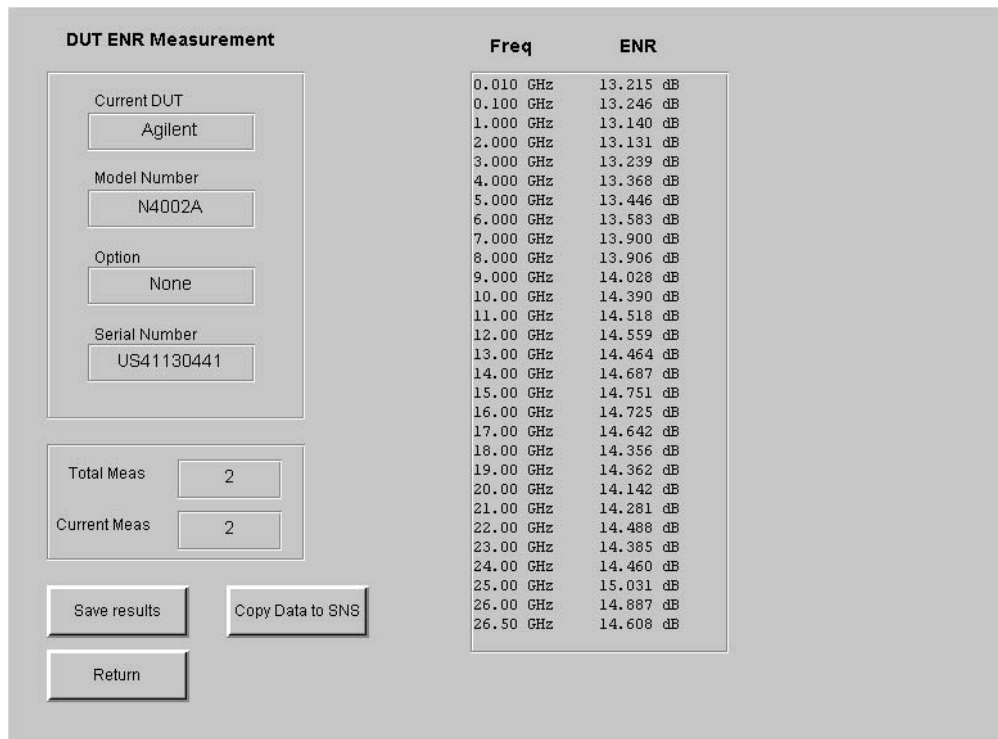 DUT ENR Measurement
Current DUT
Agilent
Model Number
N4002A
Option
None
Serial Number
US41130441
Total Meas 2
Current Meas 2
Save results
Copy Data to SNS
Return
Freq ENR
0.010 GHz 13.215 dB
0.100 GHz 13.246 dB
1.000 GHz 13.140 dB
2.000 GHz 13.131 dB
3.000 GHz 13.239 dB
4.000 GHz 13.368 dB
5.000 GHz 13.446 dB
6.000 GHz 13.583 dB
7.000 GHz 13.900 dB
8.000 GHz 13.906 dB
9.000 GHz 14.028 dB
10.00 GHz 14.390 dB
11.00 GHz 14.518 dB
12.00 GHz 14.559 dB
13.00 GHz 14.464 dB
14.00 GHz 14.687 dB
15.00 GHz 14.751 dB
16.00 GHz 14.725 dB
17.00 GHz 14.642 dB
18.00 GHz 14.356 dB
19.00 GHz 14.362 dB
20.00 GHz 14.142 dB
21.00 GHz 14.281 dB
22.00 GHz 14.488 dB
23.00 GHz 14.385 dB
24.00 GHz 14.460 dB
25.00 GHz 15.031 dB
26.00 GHz 14.887 dB
26.50 GHz 14.608 dB